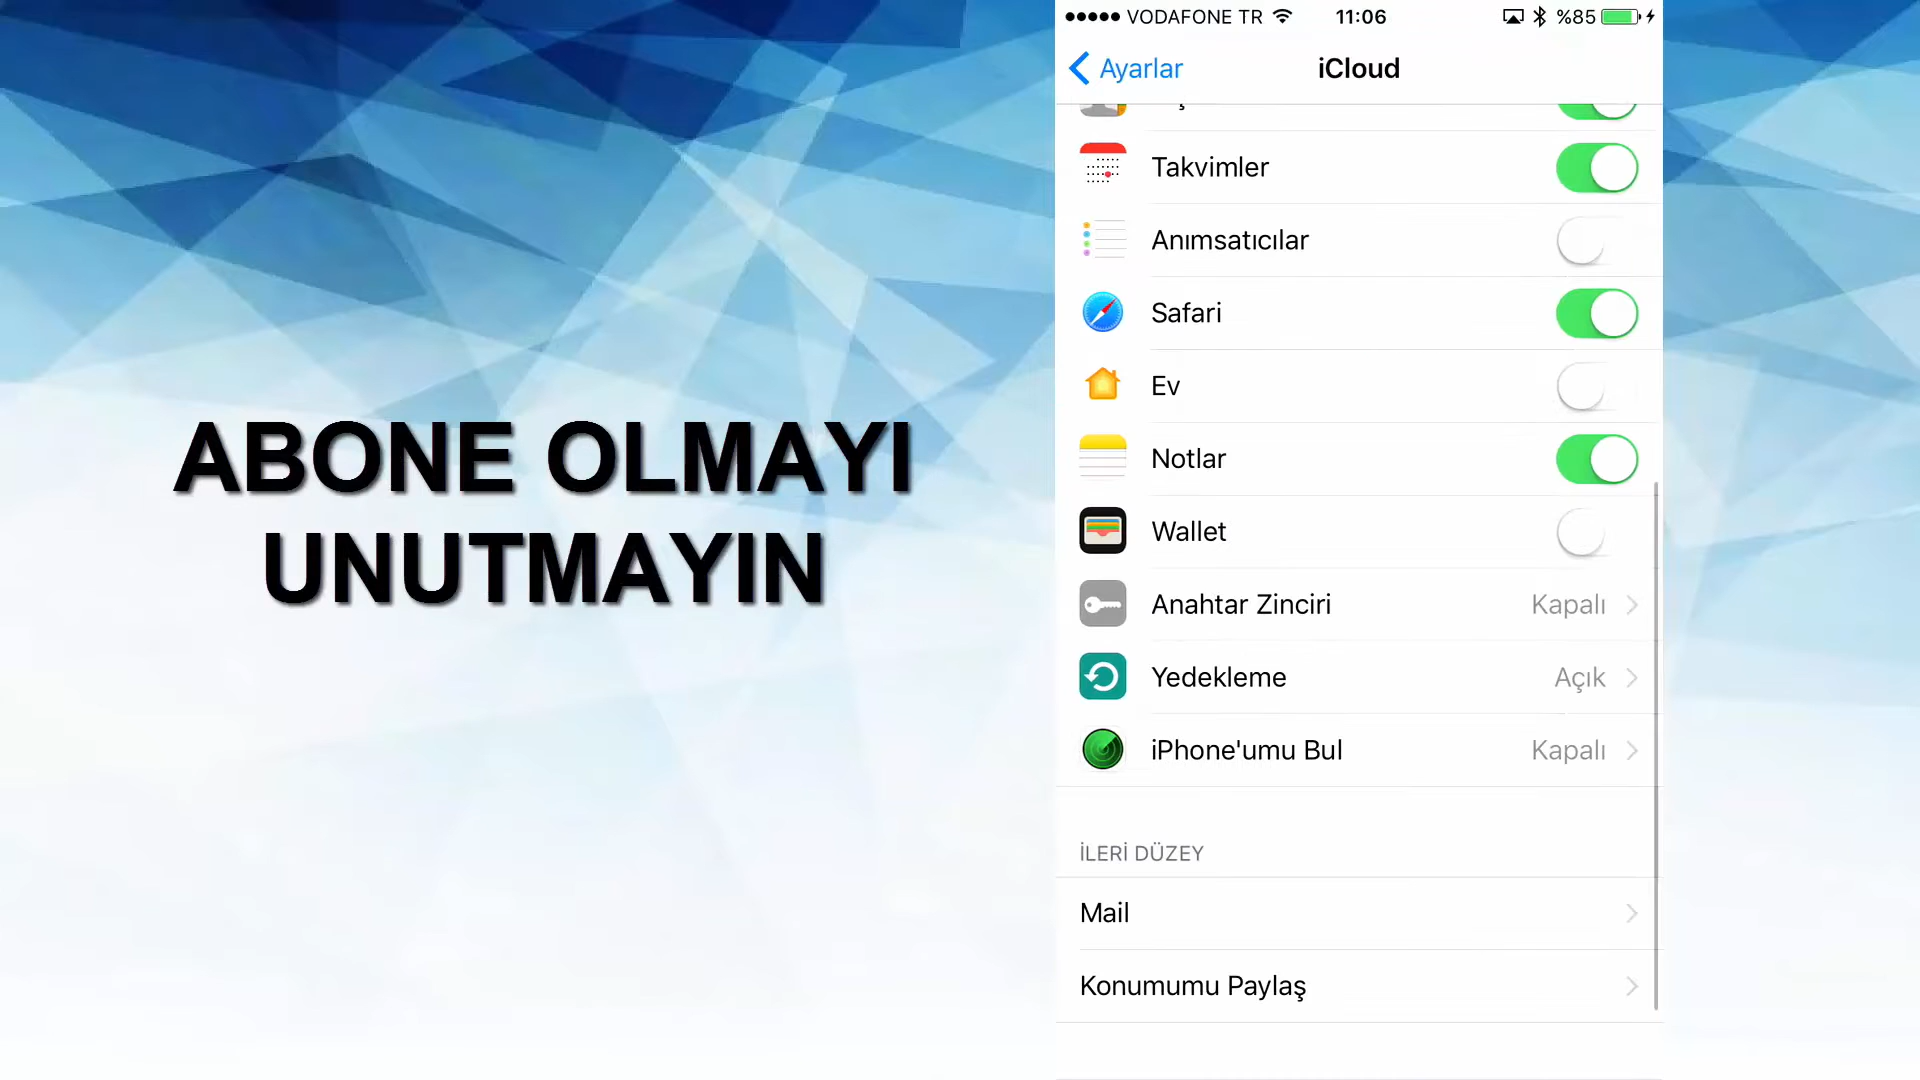 ABONE OLMAYI
UNUTMAYIN
VODAFONE TR 11:06 %85
Ayarlar iCloud
Takvimler
Anımsatıcılar
Safari
Ev
Notlar
Wallet
Anahtar Zinciri Kapalı
Yedekleme Açık
iPhone'umu Bul Kapalı
İLERİ DÜZEY
Mail
Konumumu Paylaş